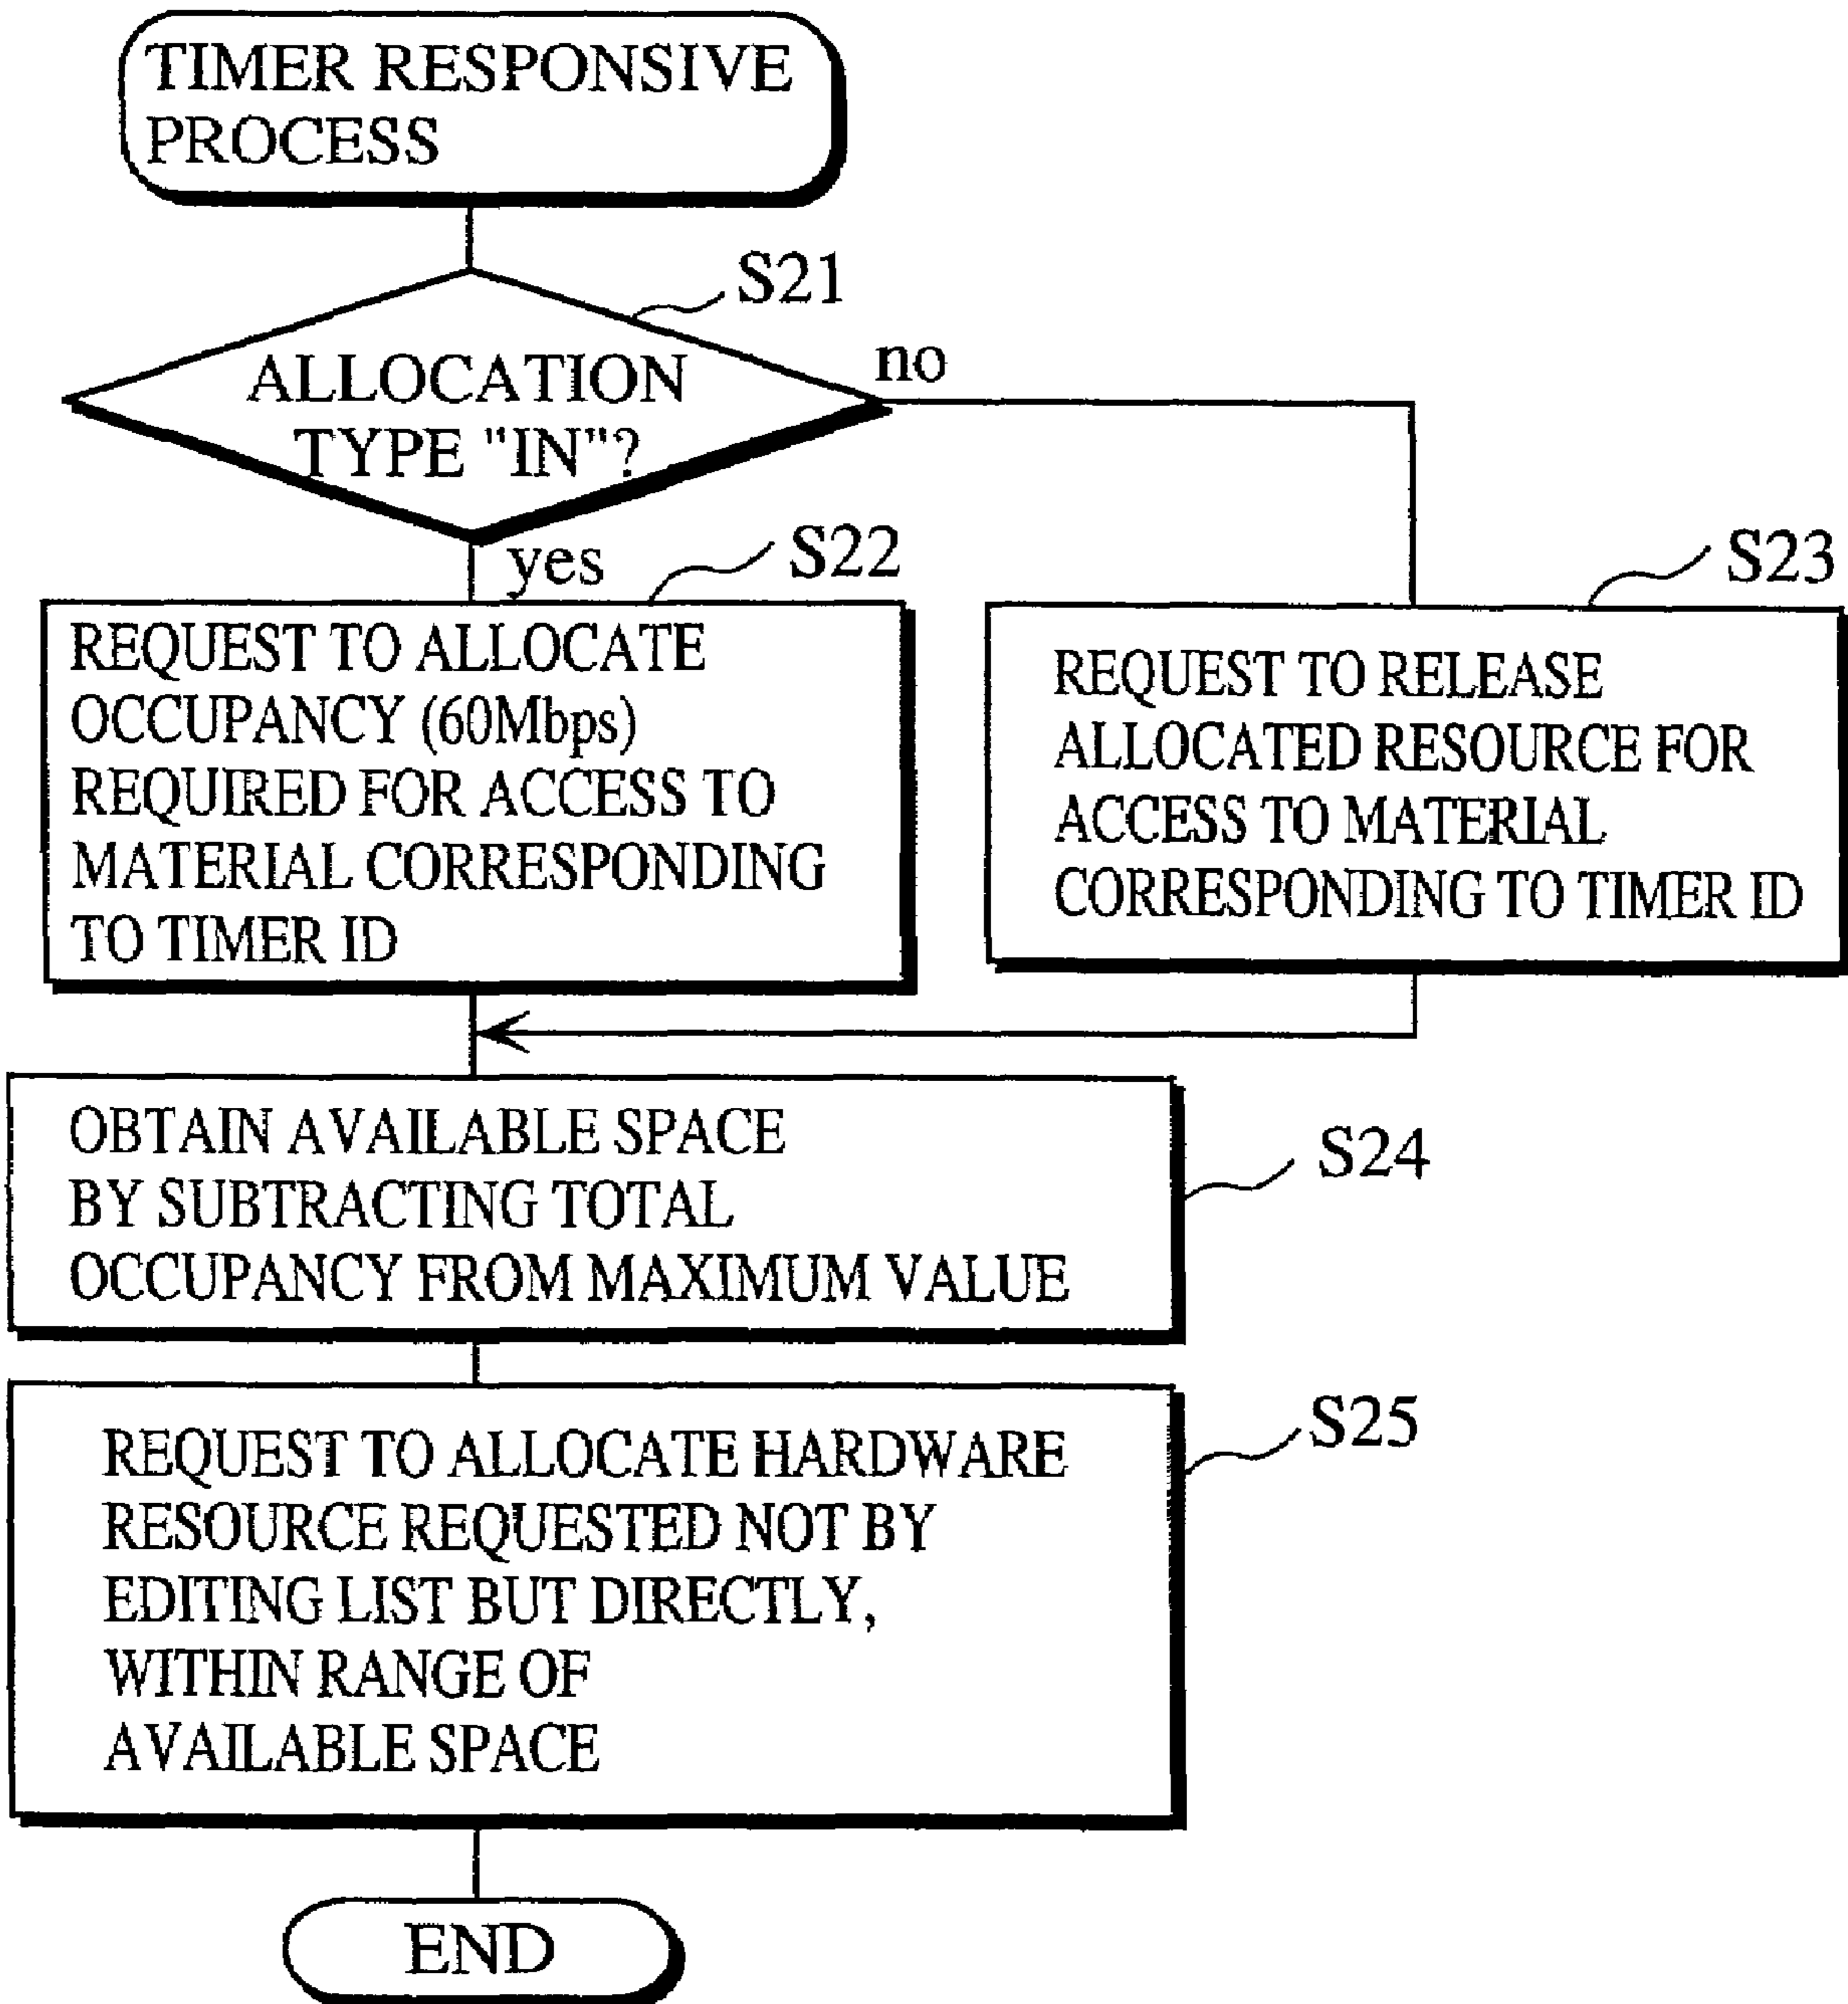 TIMER RESPONSIVE
PROCESS
S21
ALLOCATION
TYPE "IN"?
no
yes
S22
REQUEST TO ALLOCATE
OCCUPANCY (60Mbps)
REQUIRED FOR ACCESS TO
MATERIAL CORRESPONDING
TO TIMER ID
S23
REQUEST TO RELEASE
ALLOCATED RESOURCE FOR
ACCESS TO MATERIAL
CORRESPONDING TO TIMER ID
OBTAIN AVAILABLE SPACE
BY SUBTRACTING TOTAL
OCCUPANCY FROM MAXIMUM VALUE
S24
REQUEST TO ALLOCATE HARDWARE
RESOURCE REQUESTED NOT BY
EDITING LIST BUT DIRECTLY,
WITHIN RANGE OF
AVAILABLE SPACE
S25
END